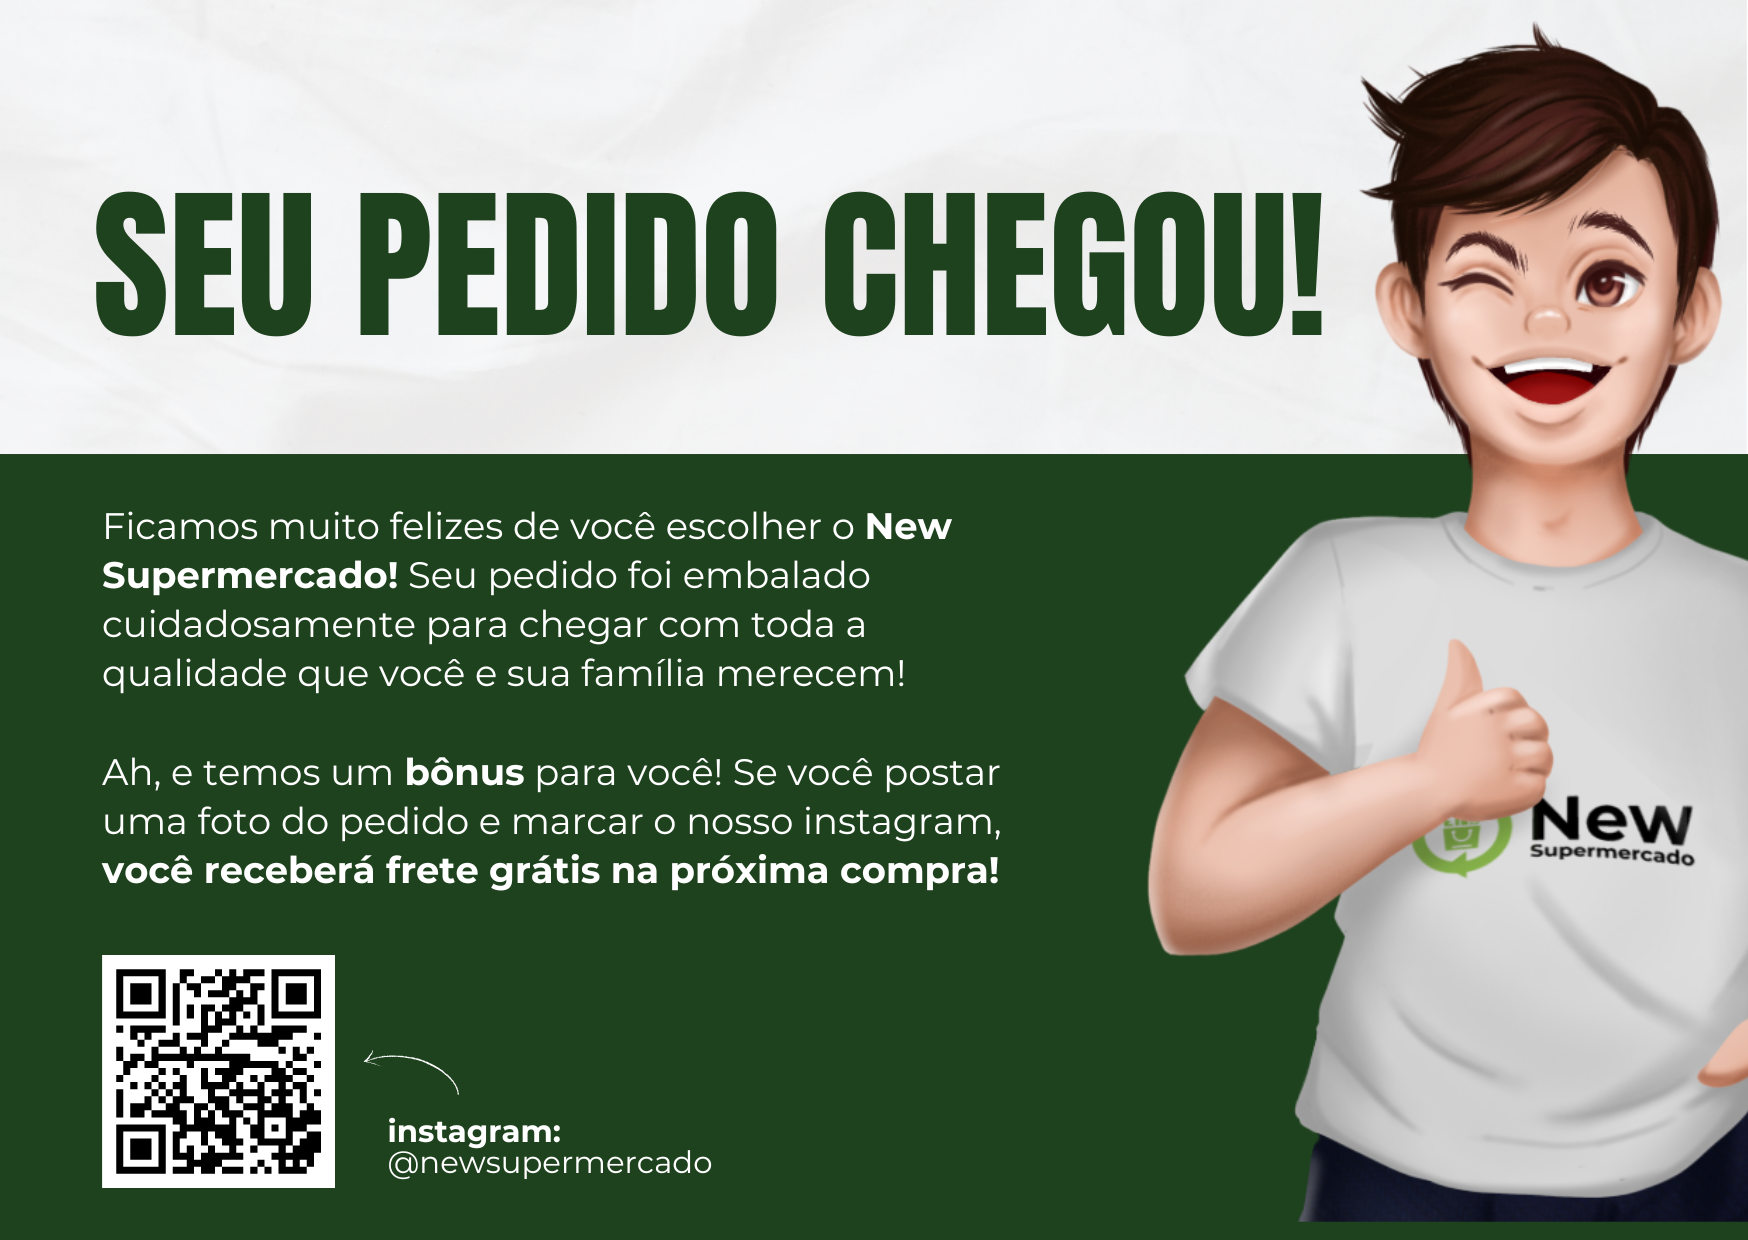 SEU PEDIDO CHEGOU!
Ficamos muito felizes de você escolher o New
Supermercado! Seu pedido foi embalado
cuidadosamente para chegar com toda a
qualidade que você e sua família merecem!
Ah, e temos um bônus para você! Se você postar
uma foto do pedido e marcar o nosso instagram,
você receberá frete grátis na próxima compra!
instagram:
@newsupermercado
New
Supermercado